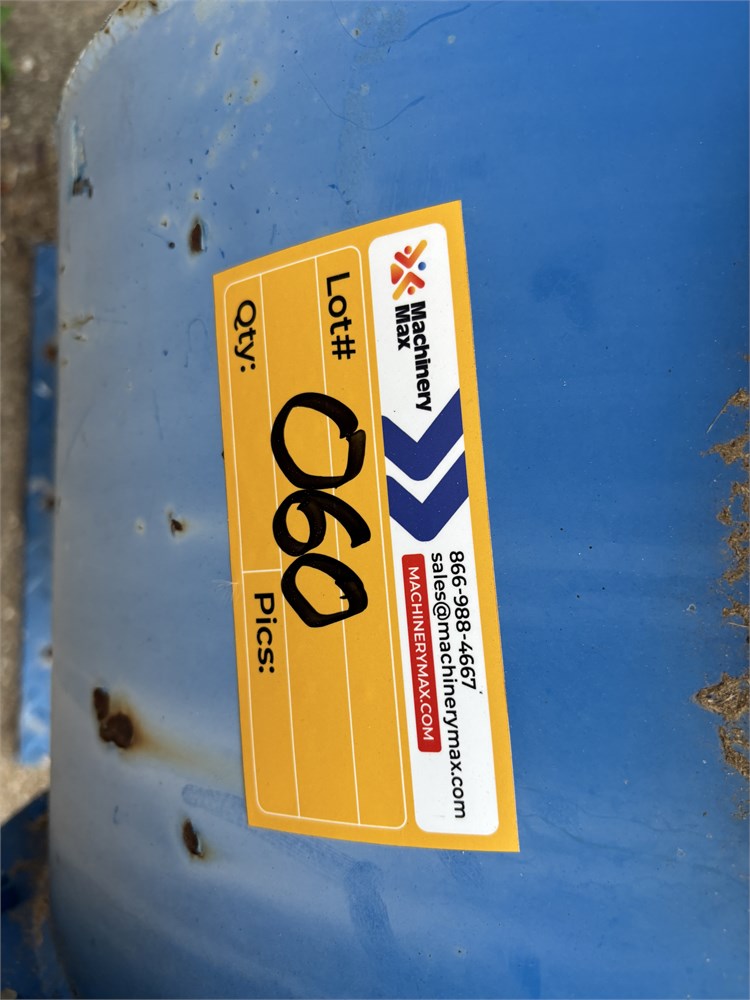 Machinery
Max
866-988-4667
sales@machinerymax.com
MACHINERYMAX.COM
Lot#
060
Qty:
Pics: